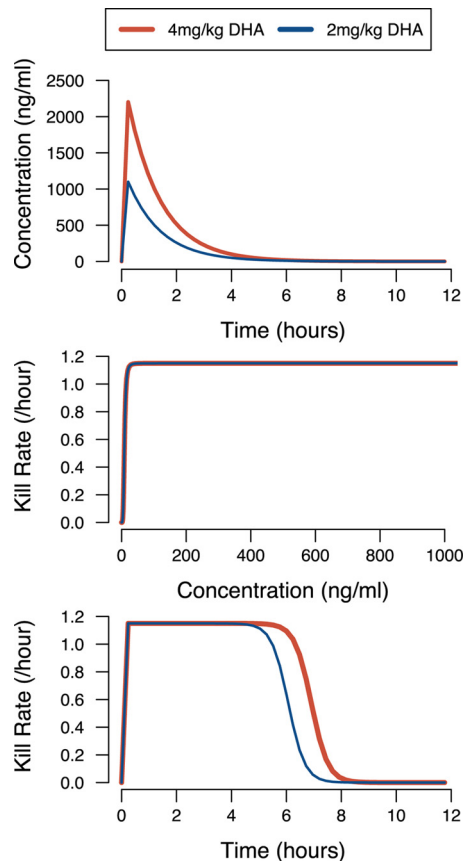 4mg/kg DHA 2mg/kg DHA
Concentration (ng/ml)
2500
2000
1500
1000
500
0
0 2 4 6 8 10 12
Time (hours)
Kill Rate (/hour)
1.2
1.0
0.8
0.6
0.4
0.2
0.0
0 200 400 600 800 1000
Concentration (ng/ml)
Kill Rate (/hour)
1.2
1.0
0.8
0.6
0.4
0.2
0.0
0 2 4 6 8 10 12
Time (hours)